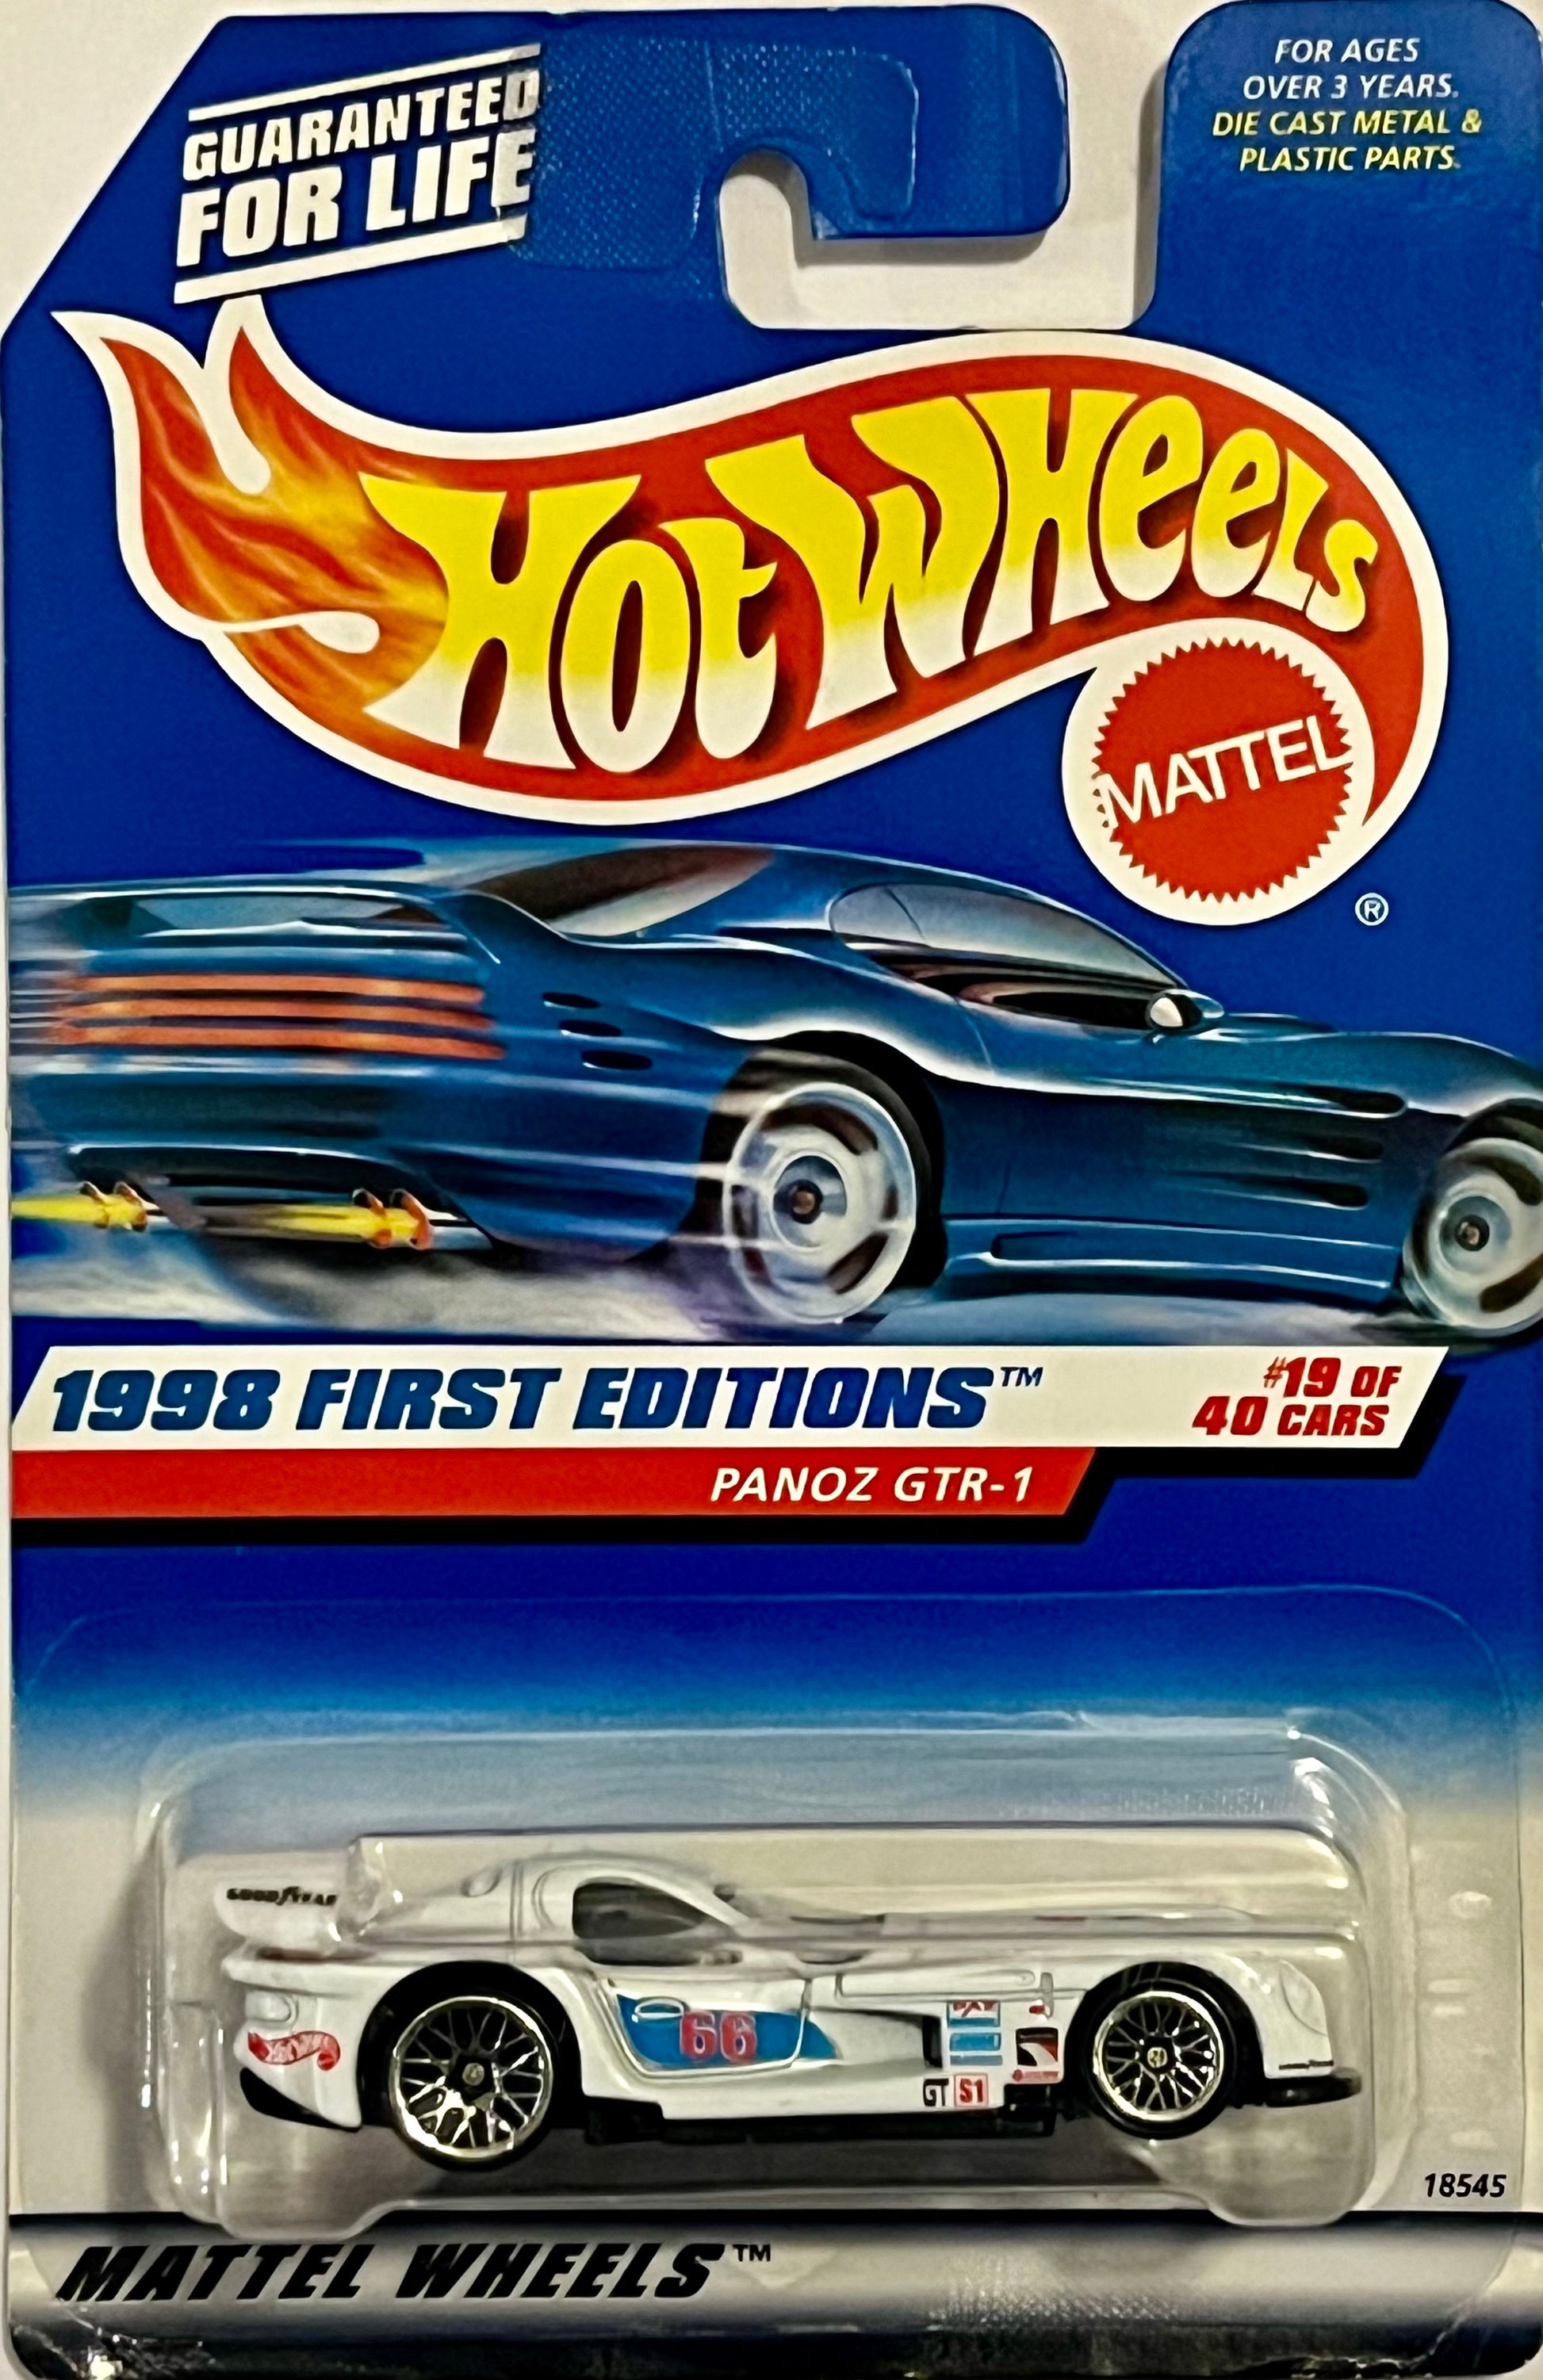 GUARANTEED
FOR LIFE
FOR AGES
OVER 3 YEARS.
DIE CAST METAL &
PLASTIC PARTS.
HOT WHEELS
MATTEL
®
1998 FIRST EDITIONS™
#19 OF
40 CARS
PANOZ GTR-1
GOODYEAR
66
GT S1
18545
MATTEL WHEELS™